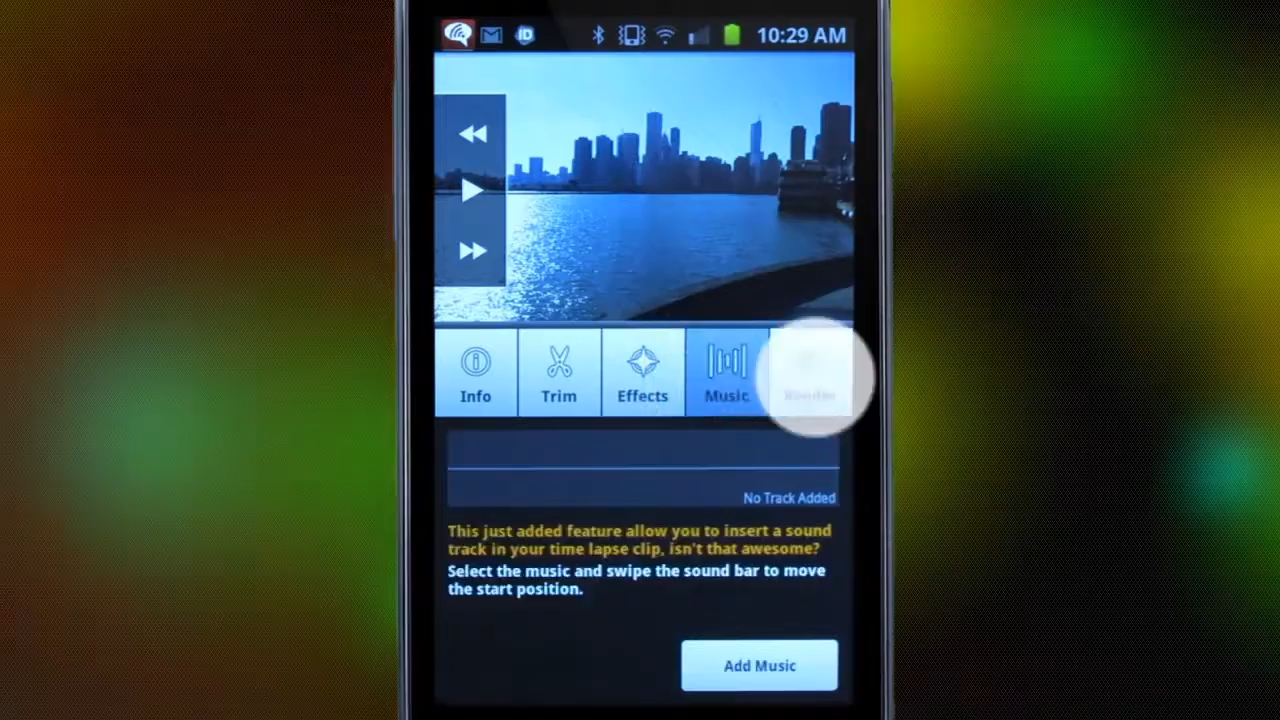 ID
10:29 AM
Info
Trim
Effects
Music
Render
No Track Added
This just added feature allow you to insert a sound
track in your time lapse clip, isn't that awesome?
Select the music and swipe the sound bar to move
the start position.
Add Music